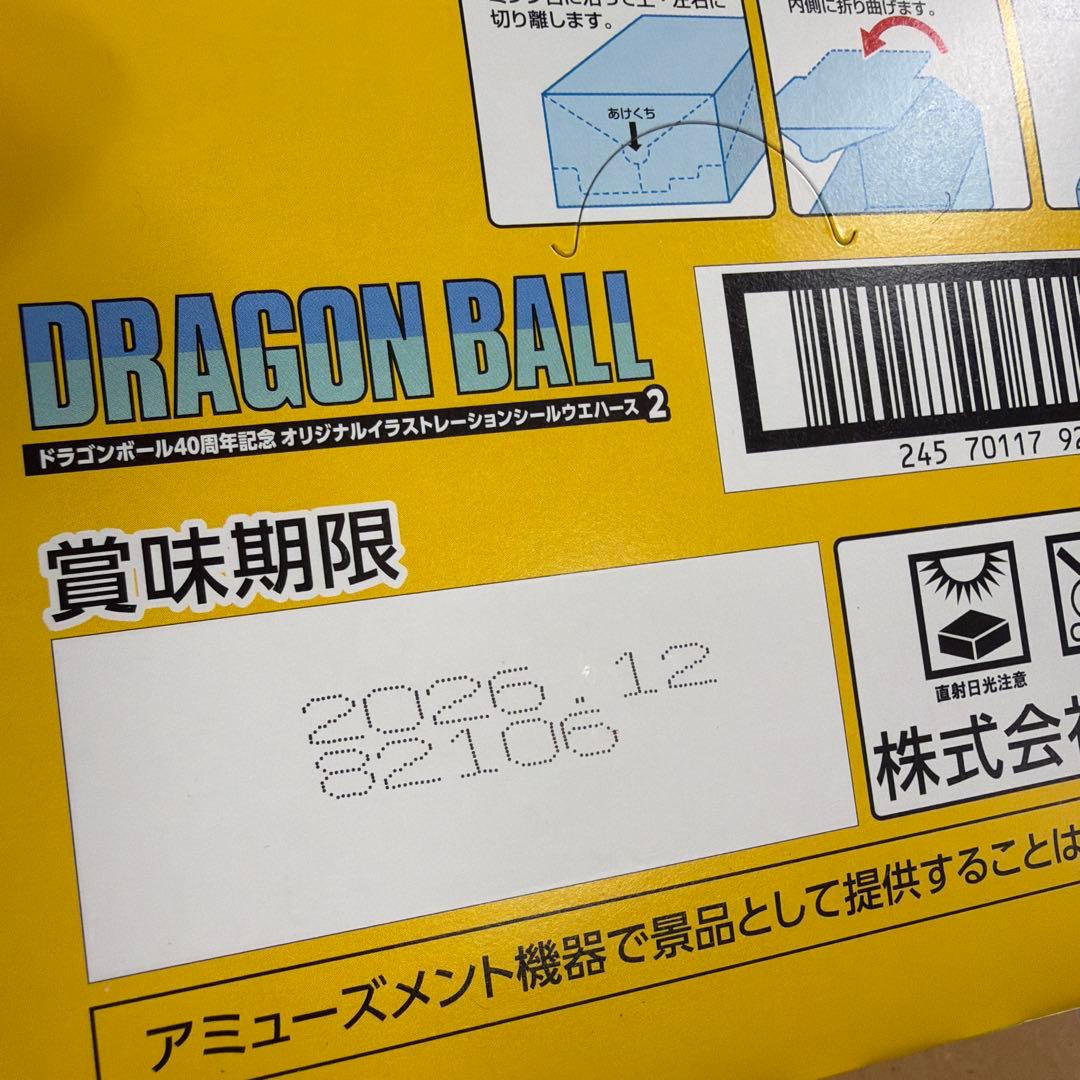 切り離します。
内側に折り曲げます。
あけくち
DRAGON BALL
ドラゴンボール40周年記念 オリジナルイラストレーションシールウエハース 2
245 70117 92
賞味期限
2026.12
82106
直射日光注意
株式会社
アミューズメント機器で景品として提供することは